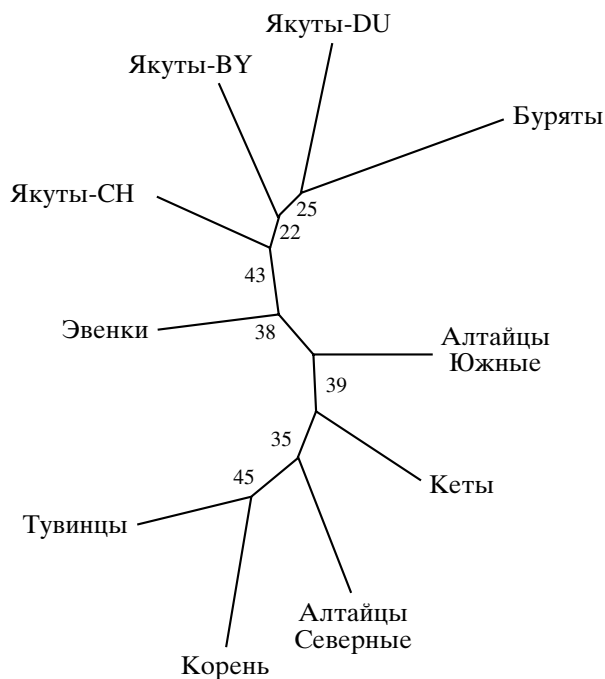 Якуты-DU
Якуты-BY
Буряты
Якуты-CH
25
22
43
Эвенки
38
Алтайцы
Южные
39
35
45
Кеты
Тувинцы
Алтайцы
Северные
Корень